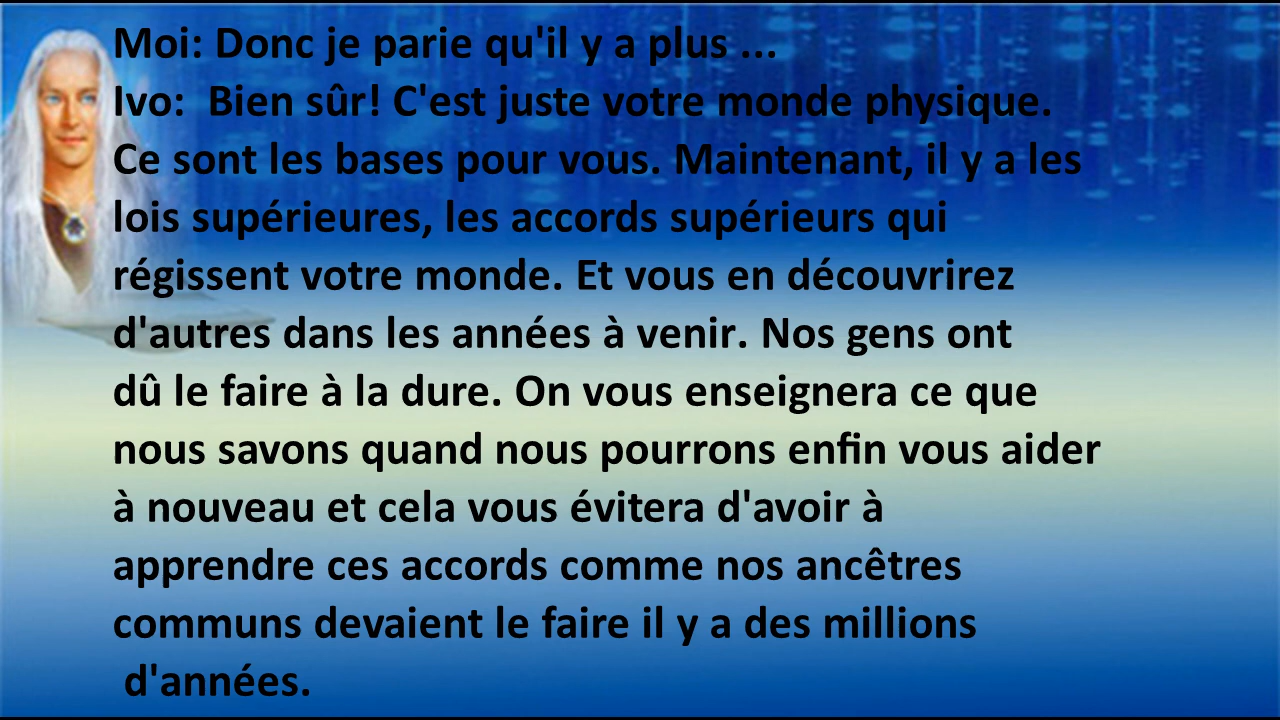 Moi: Donc je parie qu'il y a plus ...
Ivo:  Bien sûr! C'est juste votre monde physique.
Ce sont les bases pour vous. Maintenant, il y a les
lois supérieures, les accords supérieurs qui
régissent votre monde. Et vous en découvrirez
d'autres dans les années à venir. Nos gens ont
dû le faire à la dure. On vous enseignera ce que
nous savons quand nous pourrons enfin vous aider
à nouveau et cela vous évitera d'avoir à
apprendre ces accords comme nos ancêtres
communs devaient le faire il y a des millions
d'années.